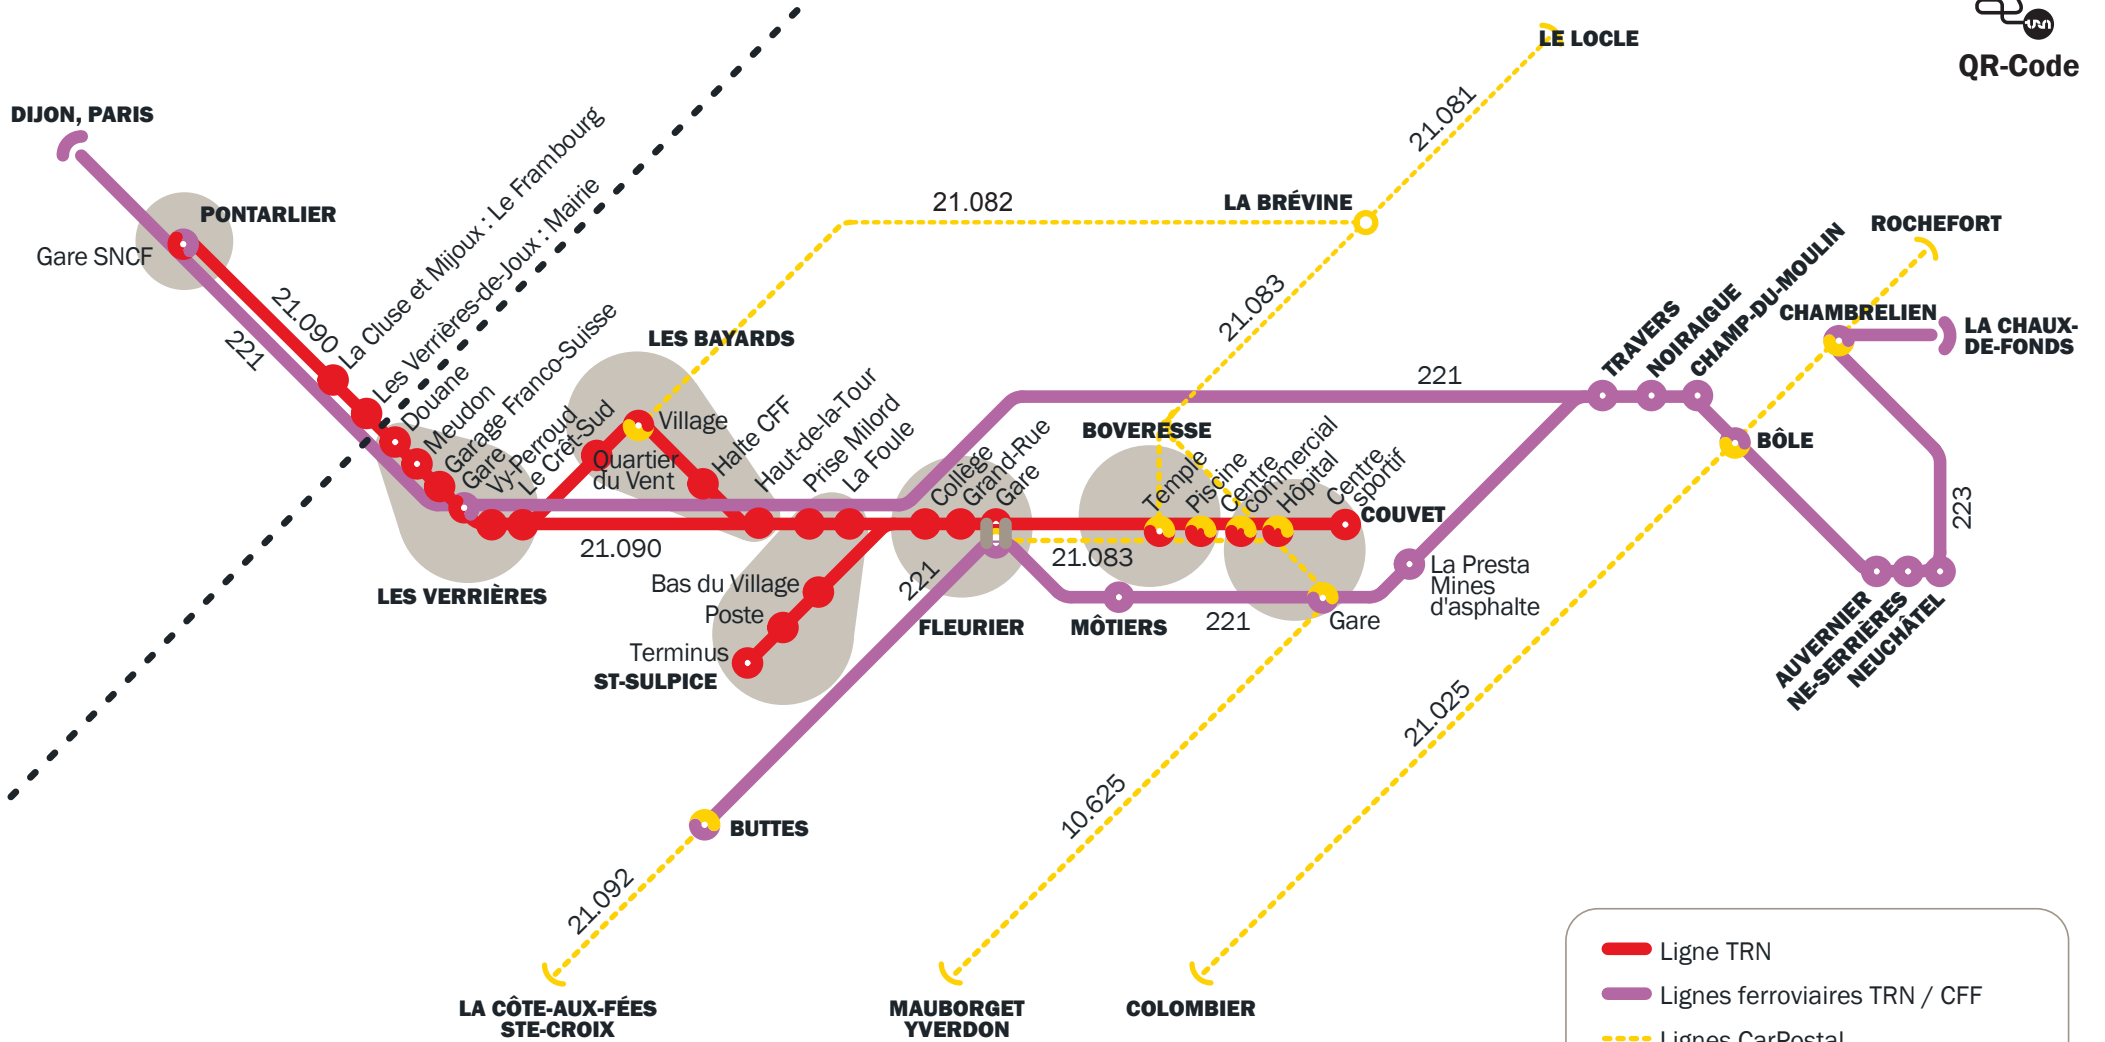 QR-Code
LE LOCLE
DIJON, PARIS
PONTARLIER
Gare SNCF
21.090
221
La Cluse et Mijoux : Le Frambourg
Les Verrières-de-Joux : Mairie
Douane
Meudon
Garage Franco-Suisse
Gare
Vy-Perroud
Le Crêt-Sud
LES VERRIÈRES
21.090
LES BAYARDS
Village
Quartier
du Vent
Halte CFF
Haut-de-la-Tour
Prise Milord
La Foule
Bas du Village
Poste
Terminus
ST-SULPICE
21.082
LA BRÉVINE
21.081
21.083
Collège
Grand-Rue
Gare
FLEURIER
221
BOVERESSE
Temple
Piscine
Centre
commercial
Hôpital
Centre
sportif
COUVET
21.083
MÔTIERS
221
Gare
La Presta
Mines
d'asphalte
221
TRAVERS
NOIRAIGUE
CHAMP-DU-MOULIN
ROCHEFORT
CHAMBRELIEN
LA CHAUX-
DE-FONDS
BÔLE
223
AUVERNIER
NE-SERRIÈRES
NEUCHÂTEL
BUTTES
21.092
10.625
21.025
LA CÔTE-AUX-FÉES
STE-CROIX
MAUBORGET
YVERDON
COLOMBIER
Ligne TRN
Lignes ferroviaires TRN / CFF
Lignes CarPostal